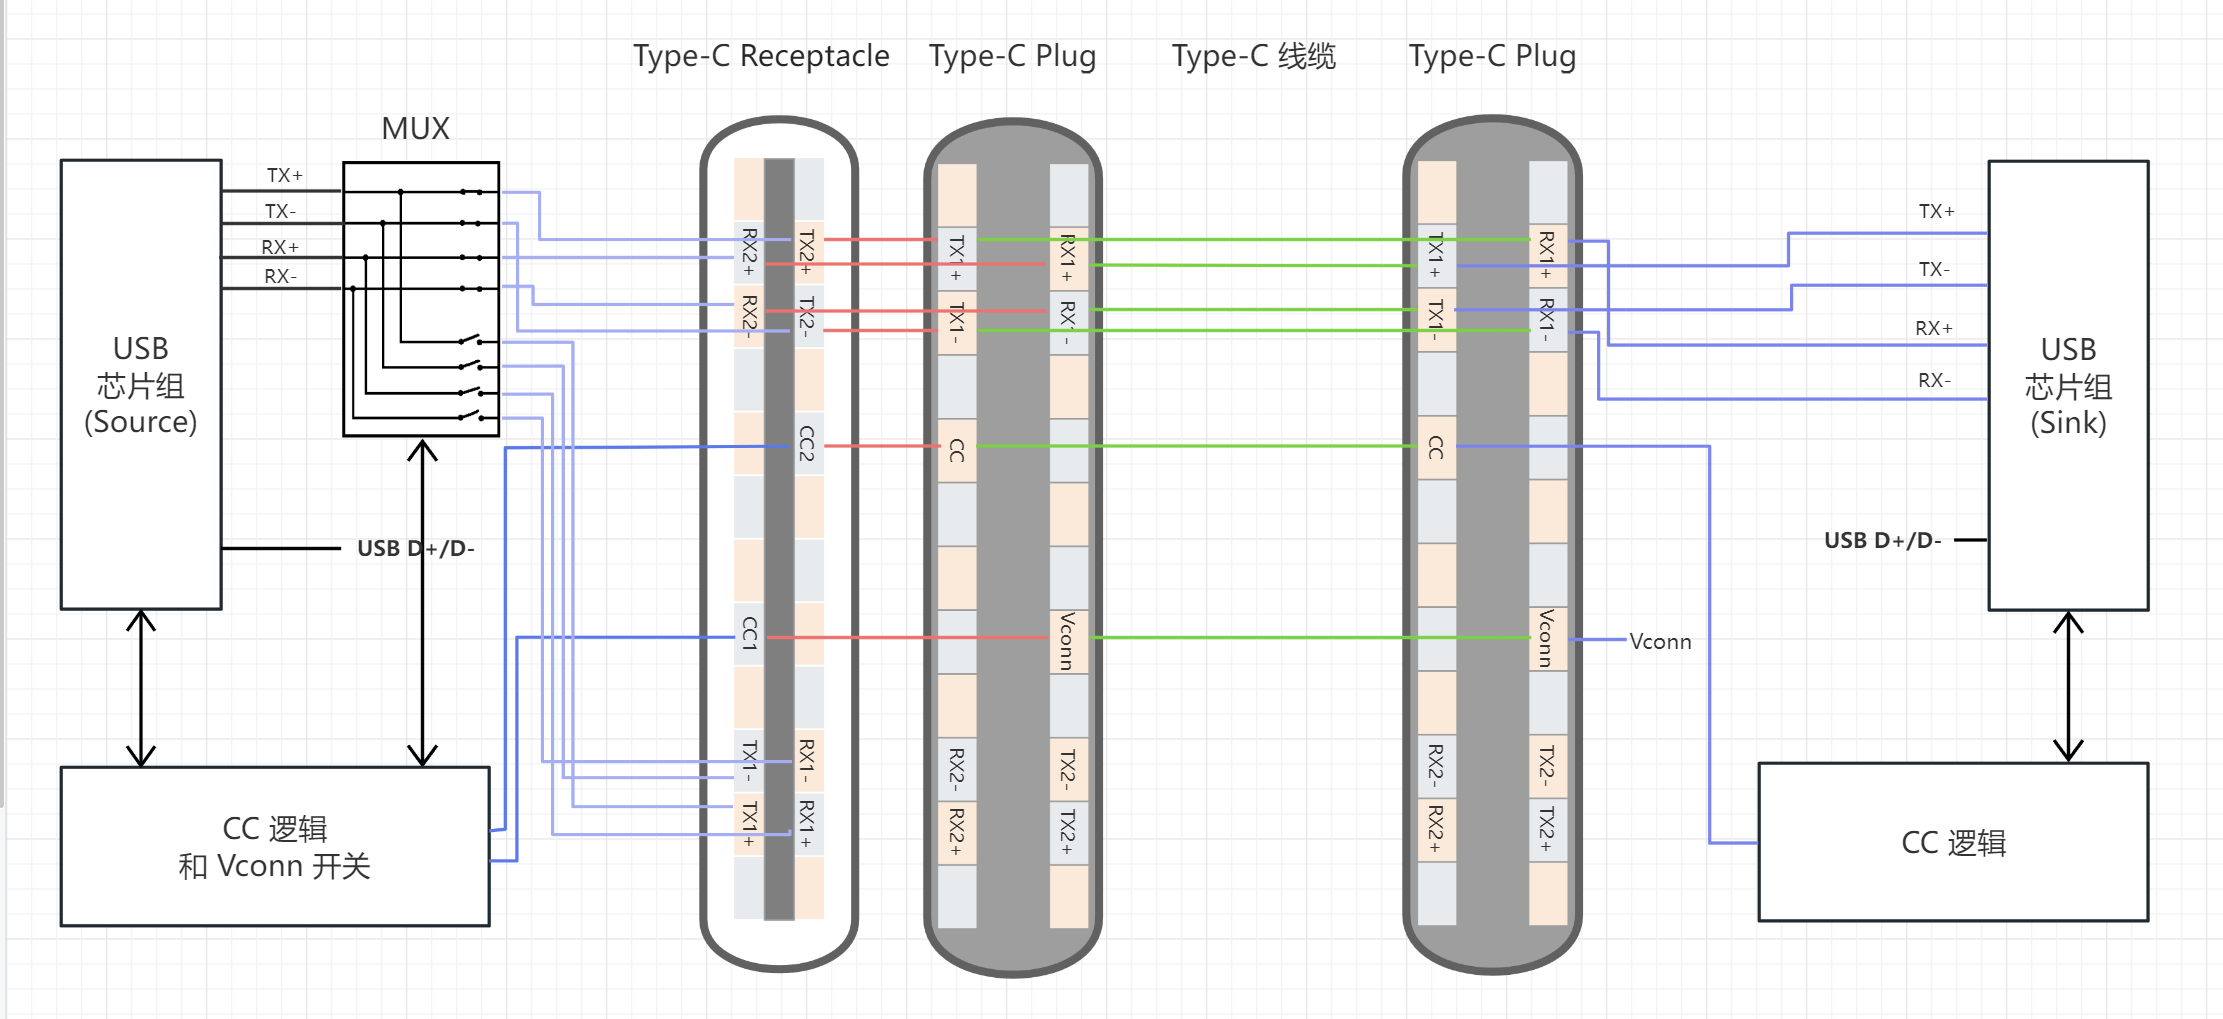 Type-C Receptacle
Type-C Plug
Type-C 线缆
Type-C Plug
MUX
TX+
TX-
RX+
RX-
USB
芯片组
(Source)
USB D+/D-
CC 逻辑
和 Vconn 开关
RX2+
RX2-
CC1
TX1-
TX1+
TX2+
TX2-
CC2
RX1-
RX1+
TX1+
TX1-
CC
RX2-
RX2+
RX1+
RX1-
Vconn
TX2-
TX2+
TX1+
TX1-
CC
RX2-
RX2+
RX1+
RX1-
Vconn
TX2-
TX2+
Vconn
TX+
TX-
RX+
RX-
USB
芯片组
(Sink)
USB D+/D-
CC 逻辑